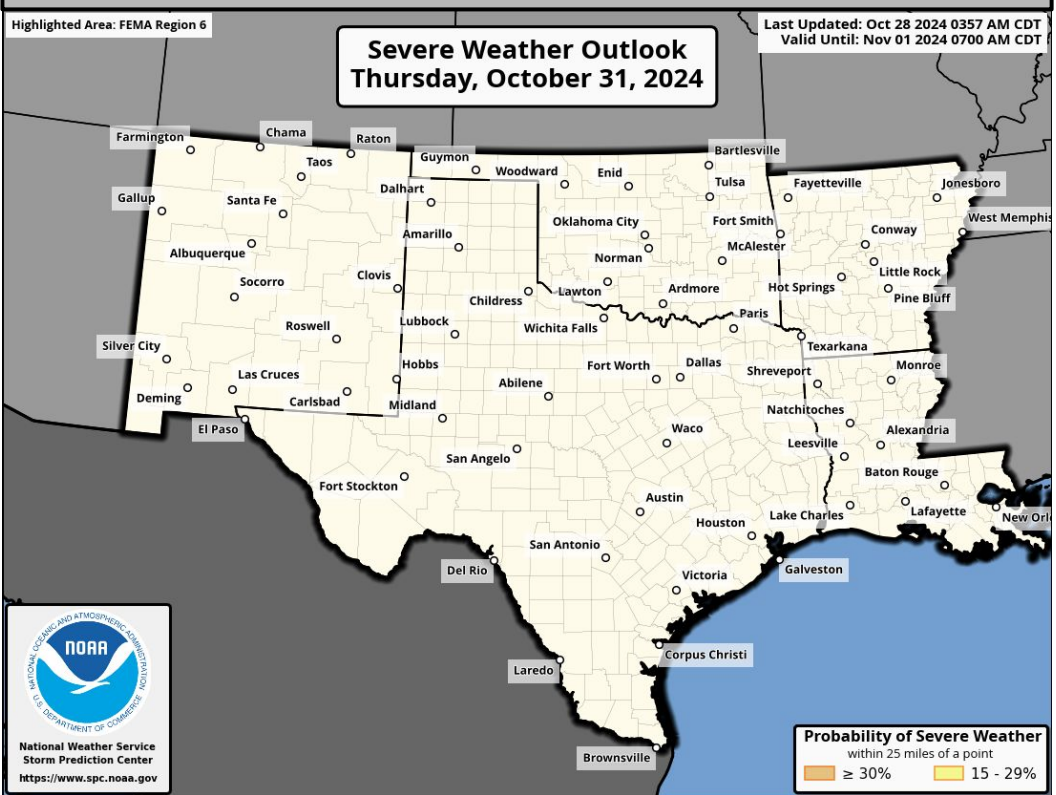 Highlighted Area: FEMA Region 6
Severe Weather Outlook
Thursday, October 31, 2024
Last Updated: Oct 28 2024 0357 AM CDT
Valid Until: Nov 01 2024 0700 AM CDT
Farmington
Chama
Raton
Taos
Guymon
Woodward
Enid
Bartlesville
Tulsa
Fayetteville
Jonesboro
Gallup
Santa Fe
Dalhart
Oklahoma City
Fort Smith
West Memphis
Albuquerque
Amarillo
Norman
McAlester
Conway
Socorro
Clovis
Childress
Lawton
Ardmore
Hot Springs
Little Rock
Pine Bluff
Roswell
Lubbock
Wichita Falls
Paris
Texarkana
Silver City
Las Cruces
Hobbs
Abilene
Fort Worth
Dallas
Shreveport
Monroe
Deming
Carlsbad
Midland
Natchitoches
El Paso
San Angelo
Waco
Leesville
Alexandria
Fort Stockton
Austin
Baton Rouge
Houston
Lake Charles
Lafayette
New Orl
Del Rio
San Antonio
Victoria
Galveston
Laredo
Corpus Christi
Brownsville
NATIONAL OCEANIC AND ATMOSPHERIC ADMINISTRATION
NOAA
U.S. DEPARTMENT OF COMMERCE
National Weather Service
Storm Prediction Center
https://www.spc.noaa.gov
Probability of Severe Weather
within 25 miles of a point
≥ 30%
15 - 29%